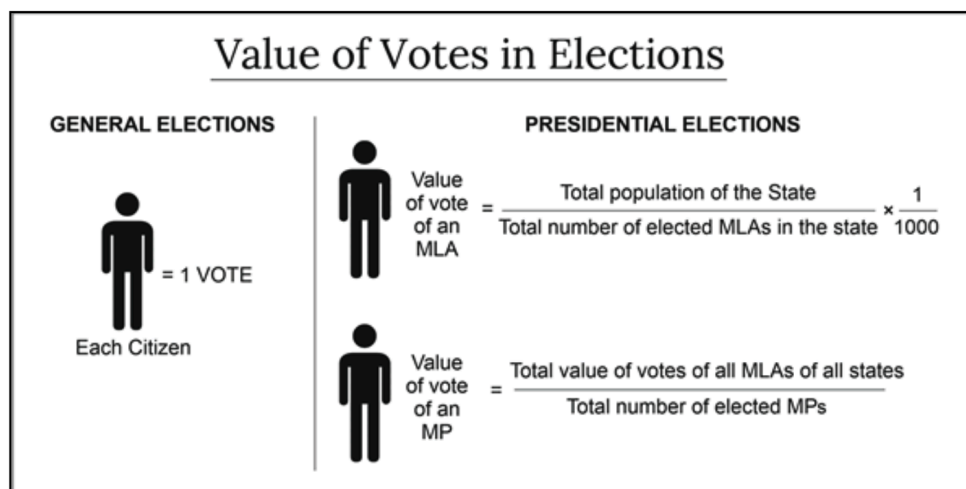 Value of Votes in Elections
GENERAL ELECTIONS
= 1 VOTE
Each Citizen
PRESIDENTIAL ELECTIONS
Value
of vote
of an
MLA
=
Total population of the State
Total number of elected MLAs in the state
×
1
1000
Value
of vote
of an
MP
=
Total value of votes of all MLAs of all states
Total number of elected MPs